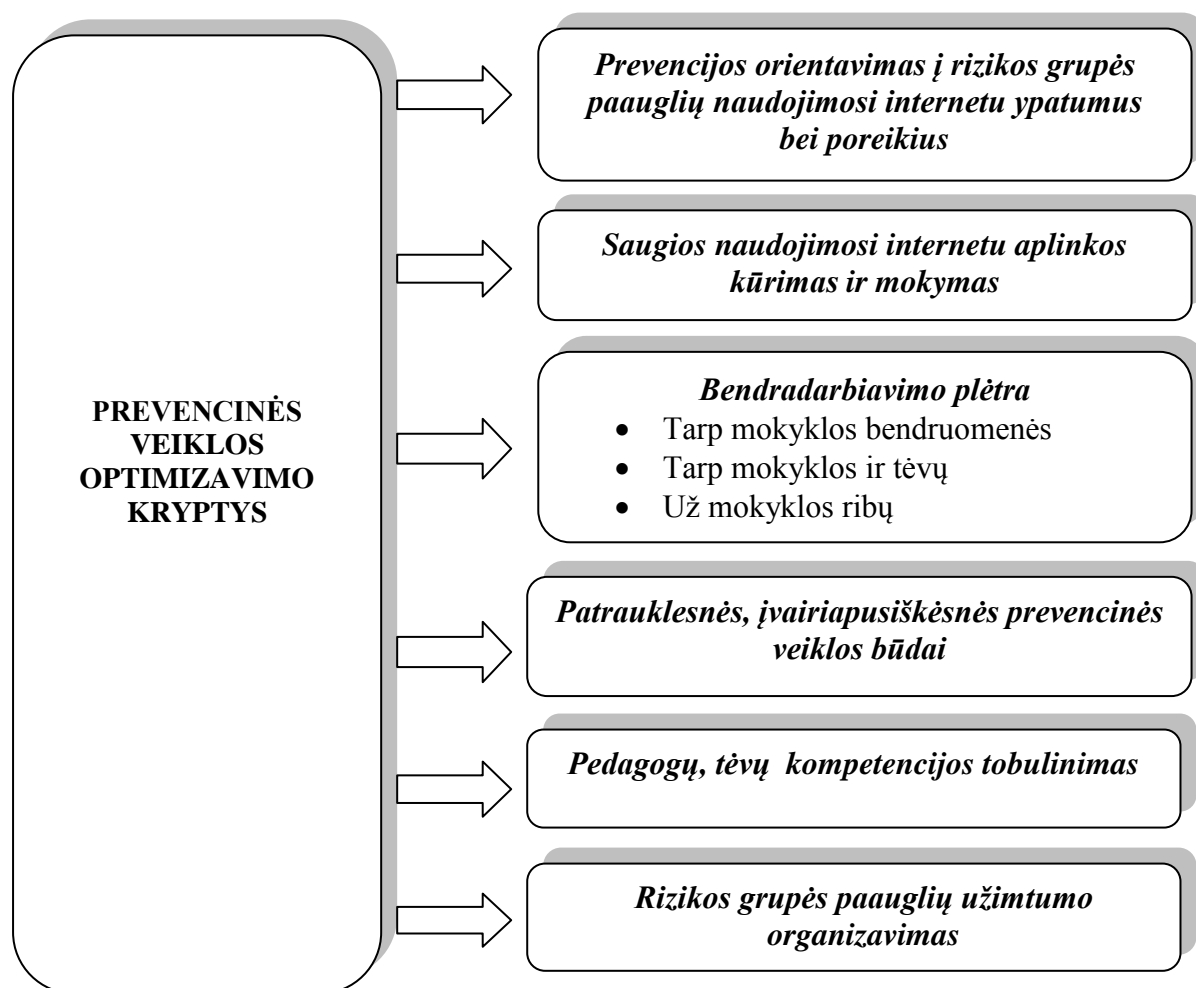 PREVENCINĖS
VEIKLOS
OPTIMIZAVIMO
KRYPTYS
Prevencijos orientavimas į rizikos grupės
paauglių naudojimosi internetu ypatumus
bei poreikius
Saugios naudojimosi internetu aplinkos
kūrimas ir mokymas
Bendradarbiavimo plėtra
• Tarp mokyklos bendruomenės
• Tarp mokyklos ir tėvų
• Už mokyklos ribų
Patrauklesnės, įvairiapusiškėsnės prevencinės
veiklos būdai
Pedagogų, tėvų kompetencijos tobulinimas
Rizikos grupės paauglių užimtumo
organizavimas